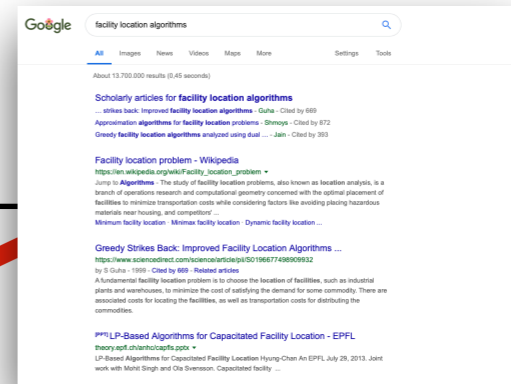 Google
facility location algorithms
All Images News Videos Maps More Settings Tools
About 13.700.000 results (0,45 seconds)
Scholarly articles for facility location algorithms
... strikes back: Improved facility location algorithms - Guha - Cited by 669
Approximation algorithms for facility location problems - Shmoys - Cited by 872
Greedy facility location algorithms analyzed using dual ... - Jain - Cited by 393
Facility location problem - Wikipedia
https://en.wikipedia.org/wiki/Facility_location_problem
Jump to Algorithms - The study of facility location problems, also known as location analysis, is a
branch of operations research and computational geometry concerned with the optimal placement of
facilities to minimize transportation costs while considering factors like avoiding placing hazardous
materials near housing, and competitors' ...
Minimum facility location · Minimax facility location · Dynamic facility location ...
Greedy Strikes Back: Improved Facility Location Algorithms ...
https://www.sciencedirect.com/science/article/pii/S0196677498909932
by S Guha - 1999 - Cited by 669 - Related articles
A fundamental facility location problem is to choose the location of facilities, such as industrial
plants and warehouses, to minimize the cost of satisfying the demand for some commodity. There are
associated costs for locating the facilities, as well as transportation costs for distributing the
commodities.
[PPT] LP-Based Algorithms for Capacitated Facility Location - EPFL
theory.epfl.ch/anhc/capfls.pptx
LP-Based Algorithms for Capacitated Facility Location Hyung-Chan An EPFL July 29, 2013. Joint
work with Mohit Singh and Ola Svensson. Capacitated facility ...